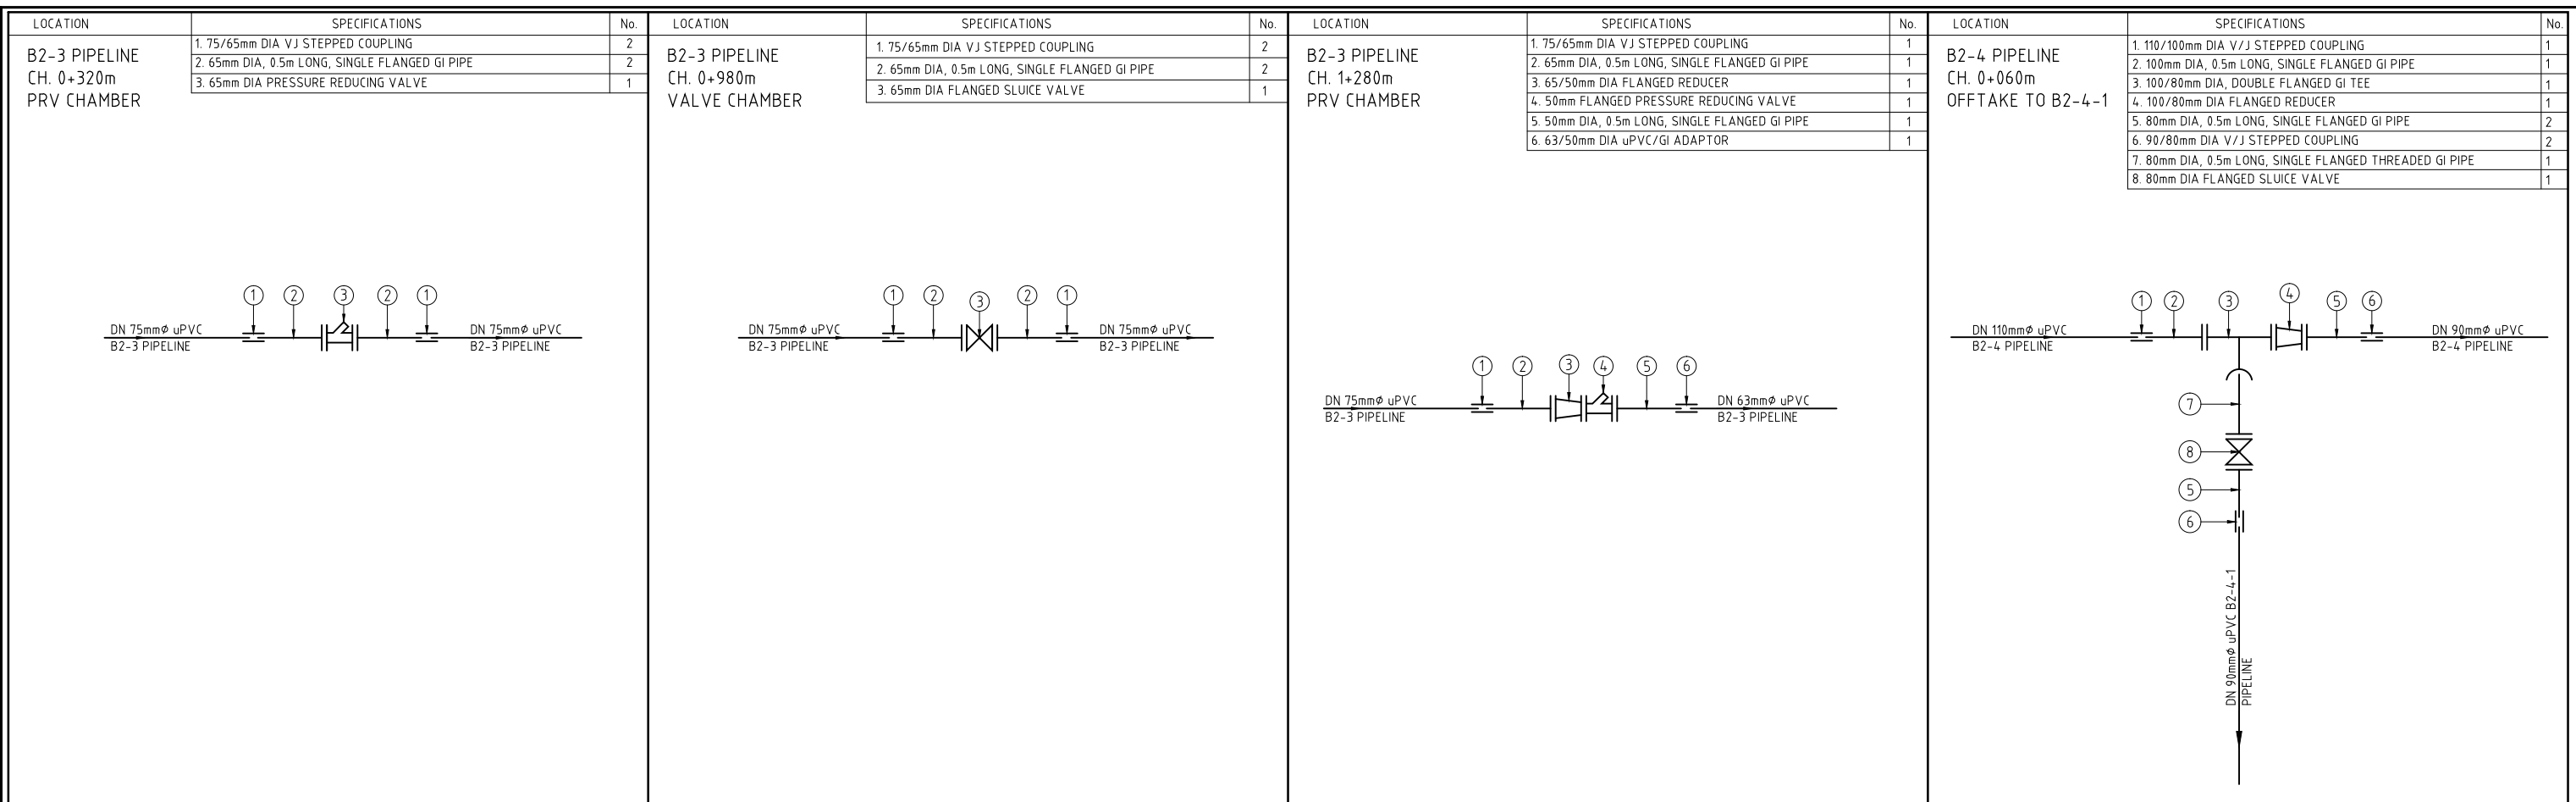 LOCATION SPECIFICATIONS No.
B2-3 PIPELINE
CH. 0+320m
PRV CHAMBER
1. 75/65mm DIA VJ STEPPED COUPLING 2
2. 65mm DIA, 0.5m LONG, SINGLE FLANGED GI PIPE 2
3. 65mm DIA PRESSURE REDUCING VALVE 1
1 2 3 2 1
DN 75mmø uPVC
B2-3 PIPELINE
DN 75mmø uPVC
B2-3 PIPELINE
LOCATION SPECIFICATIONS No.
B2-3 PIPELINE
CH. 0+980m
VALVE CHAMBER
1. 75/65mm DIA VJ STEPPED COUPLING 2
2. 65mm DIA, 0.5m LONG, SINGLE FLANGED GI PIPE 2
3. 65mm DIA FLANGED SLUICE VALVE 1
1 2 3 2 1
DN 75mmø uPVC
B2-3 PIPELINE
DN 75mmø uPVC
B2-3 PIPELINE
LOCATION SPECIFICATIONS No.
B2-3 PIPELINE
CH. 1+280m
PRV CHAMBER
1. 75/65mm DIA VJ STEPPED COUPLING 1
2. 65mm DIA, 0.5m LONG, SINGLE FLANGED GI PIPE 1
3. 65/50mm DIA FLANGED REDUCER 1
4. 50mm FLANGED PRESSURE REDUCING VALVE 1
5. 50mm DIA, 0.5m LONG, SINGLE FLANGED GI PIPE 1
6. 63/50mm DIA uPVC/GI ADAPTOR 1
1 2 3 4 5 6
DN 75mmø uPVC
B2-3 PIPELINE
DN 63mmø uPVC
B2-3 PIPELINE
LOCATION SPECIFICATIONS No.
B2-4 PIPELINE
CH. 0+060m
OFFTAKE TO B2-4-1
1. 110/100mm DIA V/J STEPPED COUPLING 1
2. 100mm DIA, 0.5m LONG, SINGLE FLANGED GI PIPE 1
3. 100/80mm DIA, DOUBLE FLANGED GI TEE 1
4. 100/80mm DIA FLANGED REDUCER 1
5. 80mm DIA, 0.5m LONG, SINGLE FLANGED GI PIPE 2
6. 90/80mm DIA V/J STEPPED COUPLING 2
7. 80mm DIA, 0.5m LONG, SINGLE FLANGED THREADED GI PIPE 1
8. 80mm DIA FLANGED SLUICE VALVE 1
1 2 3 4 5 6
DN 110mmø uPVC
B2-4 PIPELINE
DN 90mmø uPVC
B2-4 PIPELINE
7
8
5
6
DN 90mmø uPVC B2-4-1
PIPELINE